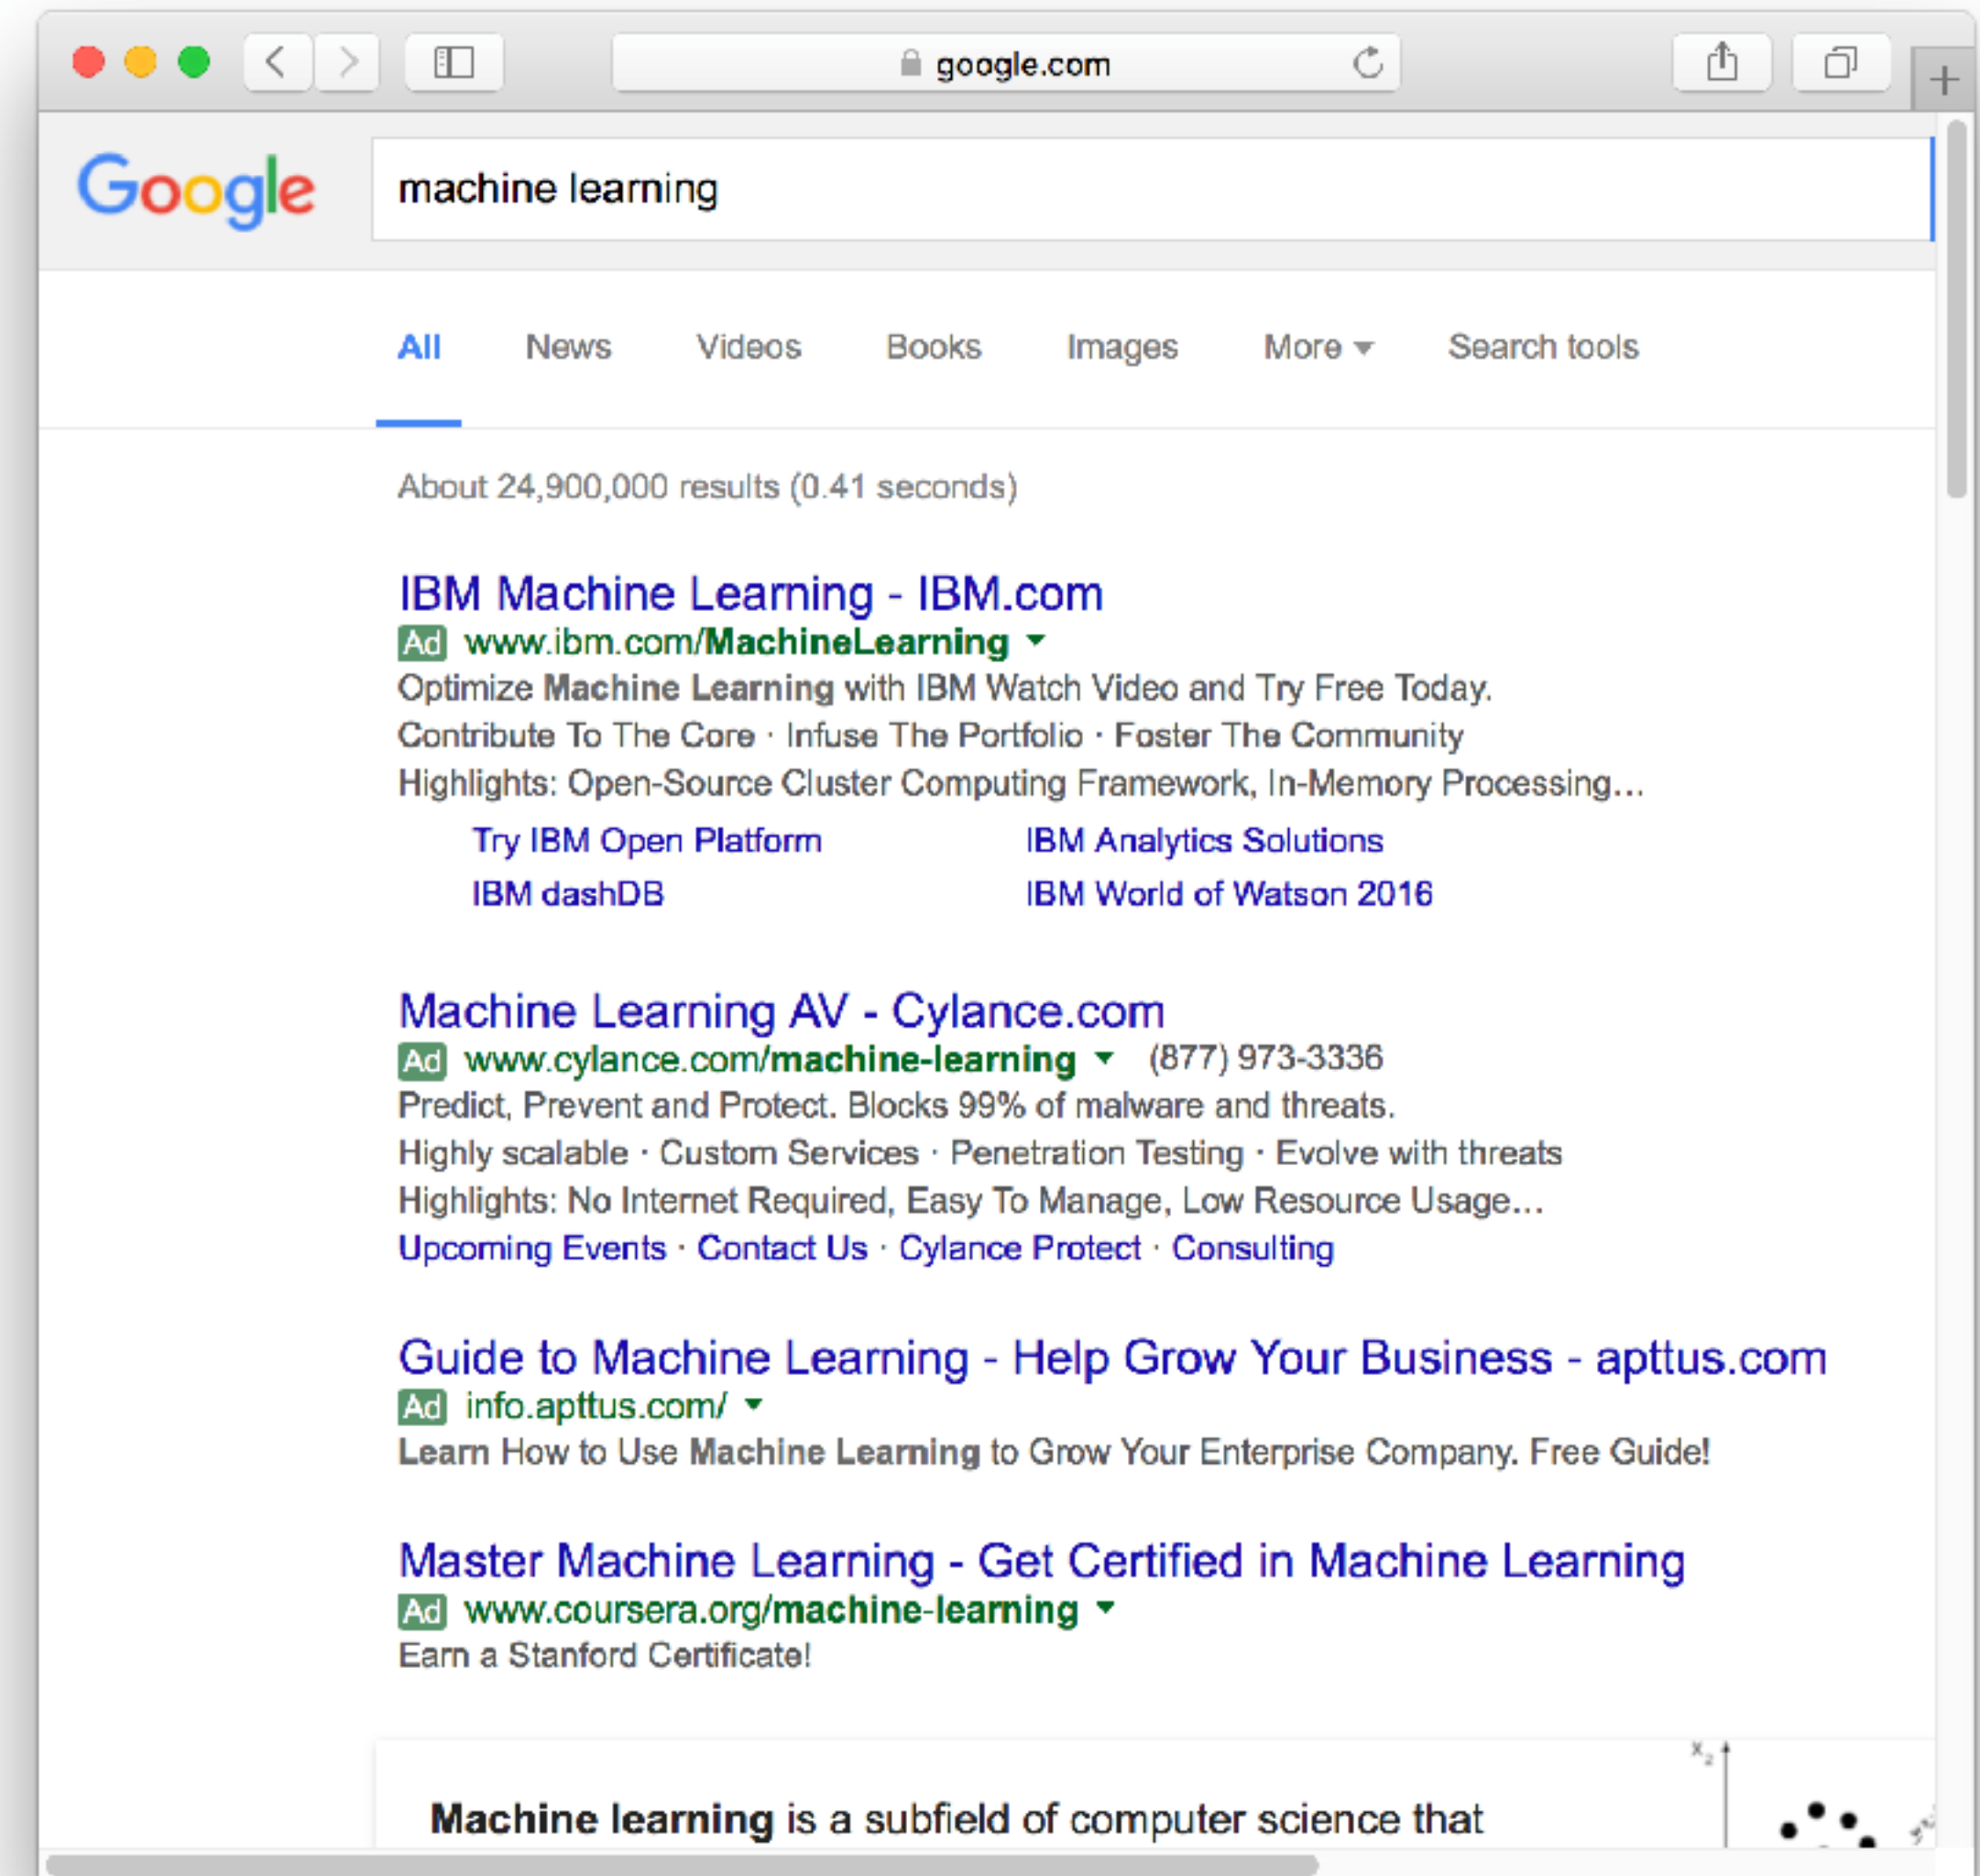 google.com
Google
machine learning
All News Videos Books Images More Search tools
About 24,900,000 results (0.41 seconds)
IBM Machine Learning - IBM.com
Ad www.ibm.com/MachineLearning
Optimize Machine Learning with IBM Watch Video and Try Free Today.
Contribute To The Core · Infuse The Portfolio · Foster The Community
Highlights: Open-Source Cluster Computing Framework, In-Memory Processing...
Try IBM Open Platform IBM Analytics Solutions
IBM dashDB IBM World of Watson 2016
Machine Learning AV - Cylance.com
Ad www.cylance.com/machine-learning (877) 973-3336
Predict, Prevent and Protect. Blocks 99% of malware and threats.
Highly scalable · Custom Services · Penetration Testing · Evolve with threats
Highlights: No Internet Required, Easy To Manage, Low Resource Usage...
Upcoming Events · Contact Us · Cylance Protect · Consulting
Guide to Machine Learning - Help Grow Your Business - apttus.com
Ad info.apttus.com/
Learn How to Use Machine Learning to Grow Your Enterprise Company. Free Guide!
Master Machine Learning - Get Certified in Machine Learning
Ad www.coursera.org/machine-learning
Earn a Stanford Certificate!
X₂
Machine learning is a subfield of computer science that